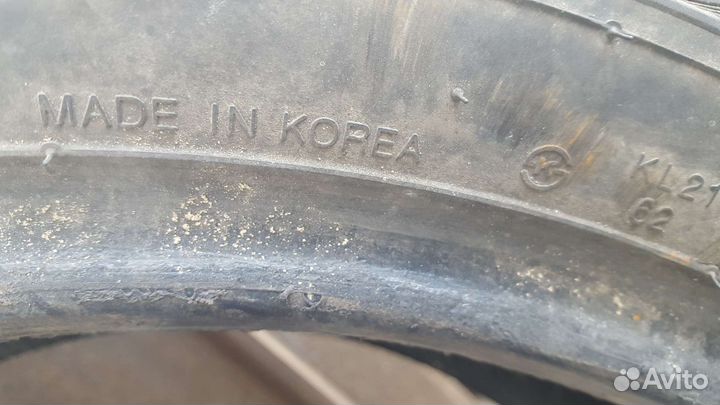 MADE IN KOREA
K
KL21
62
Avito